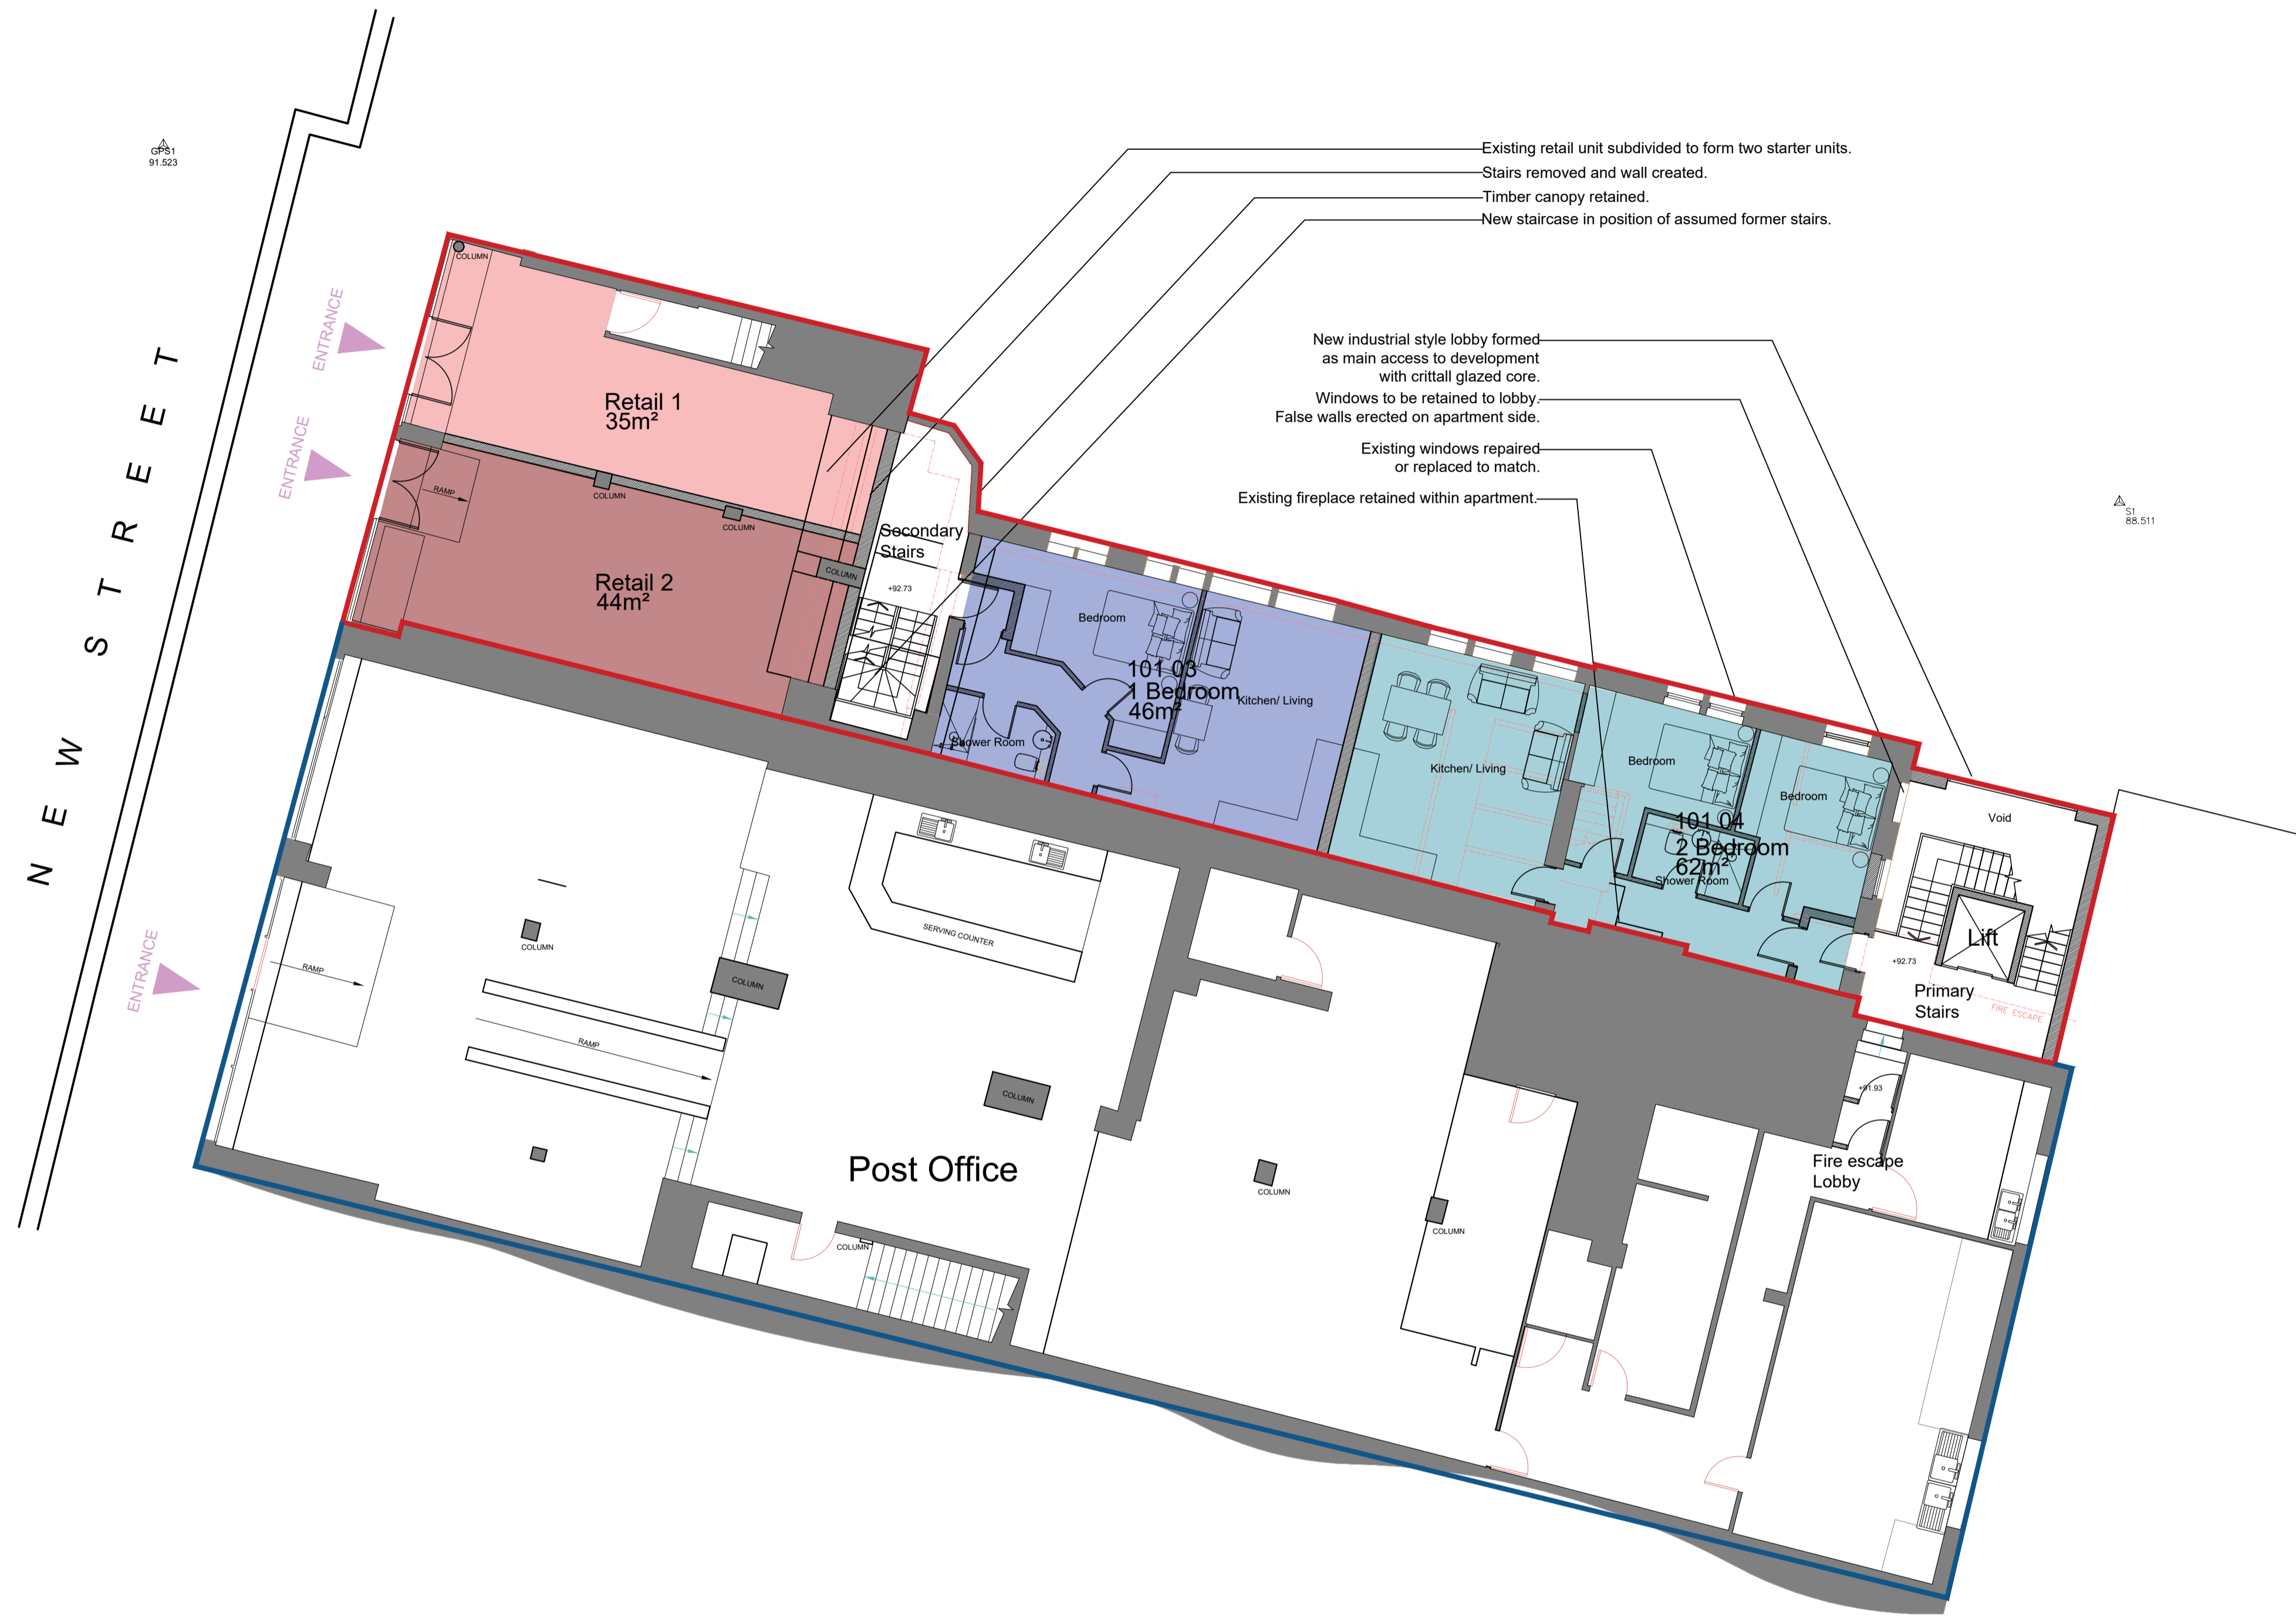 GPS1
91.523
NEW STREET
ENTRANCE
ENTRANCE
ENTRANCE
Existing retail unit subdivided to form two starter units.
Stairs removed and wall created.
Timber canopy retained.
New staircase in position of assumed former stairs.
New industrial style lobby formed
as main access to development
with crittall glazed core.
Windows to be retained to lobby.
False walls erected on apartment side.
Existing windows repaired
or replaced to match.
Existing fireplace retained within apartment.
S1
88.511
COLUMN
Retail 1
35m²
RAMP
COLUMN
COLUMN
Retail 2
44m²
COLUMN
Secondary
Stairs
+92.73
Bedroom
101 03
1 Bedroom
46m²
Kitchen/ Living
Shower Room
Kitchen/ Living
Bedroom
Bedroom
101 04
2 Bedroom
62m²
Shower Room
Void
Lift
+92.73
Primary
Stairs
FIRE ESCAPE
+91.93
Fire escape
Lobby
SERVING COUNTER
COLUMN
RAMP
COLUMN
RAMP
COLUMN
Post Office
COLUMN
COLUMN
COLUMN